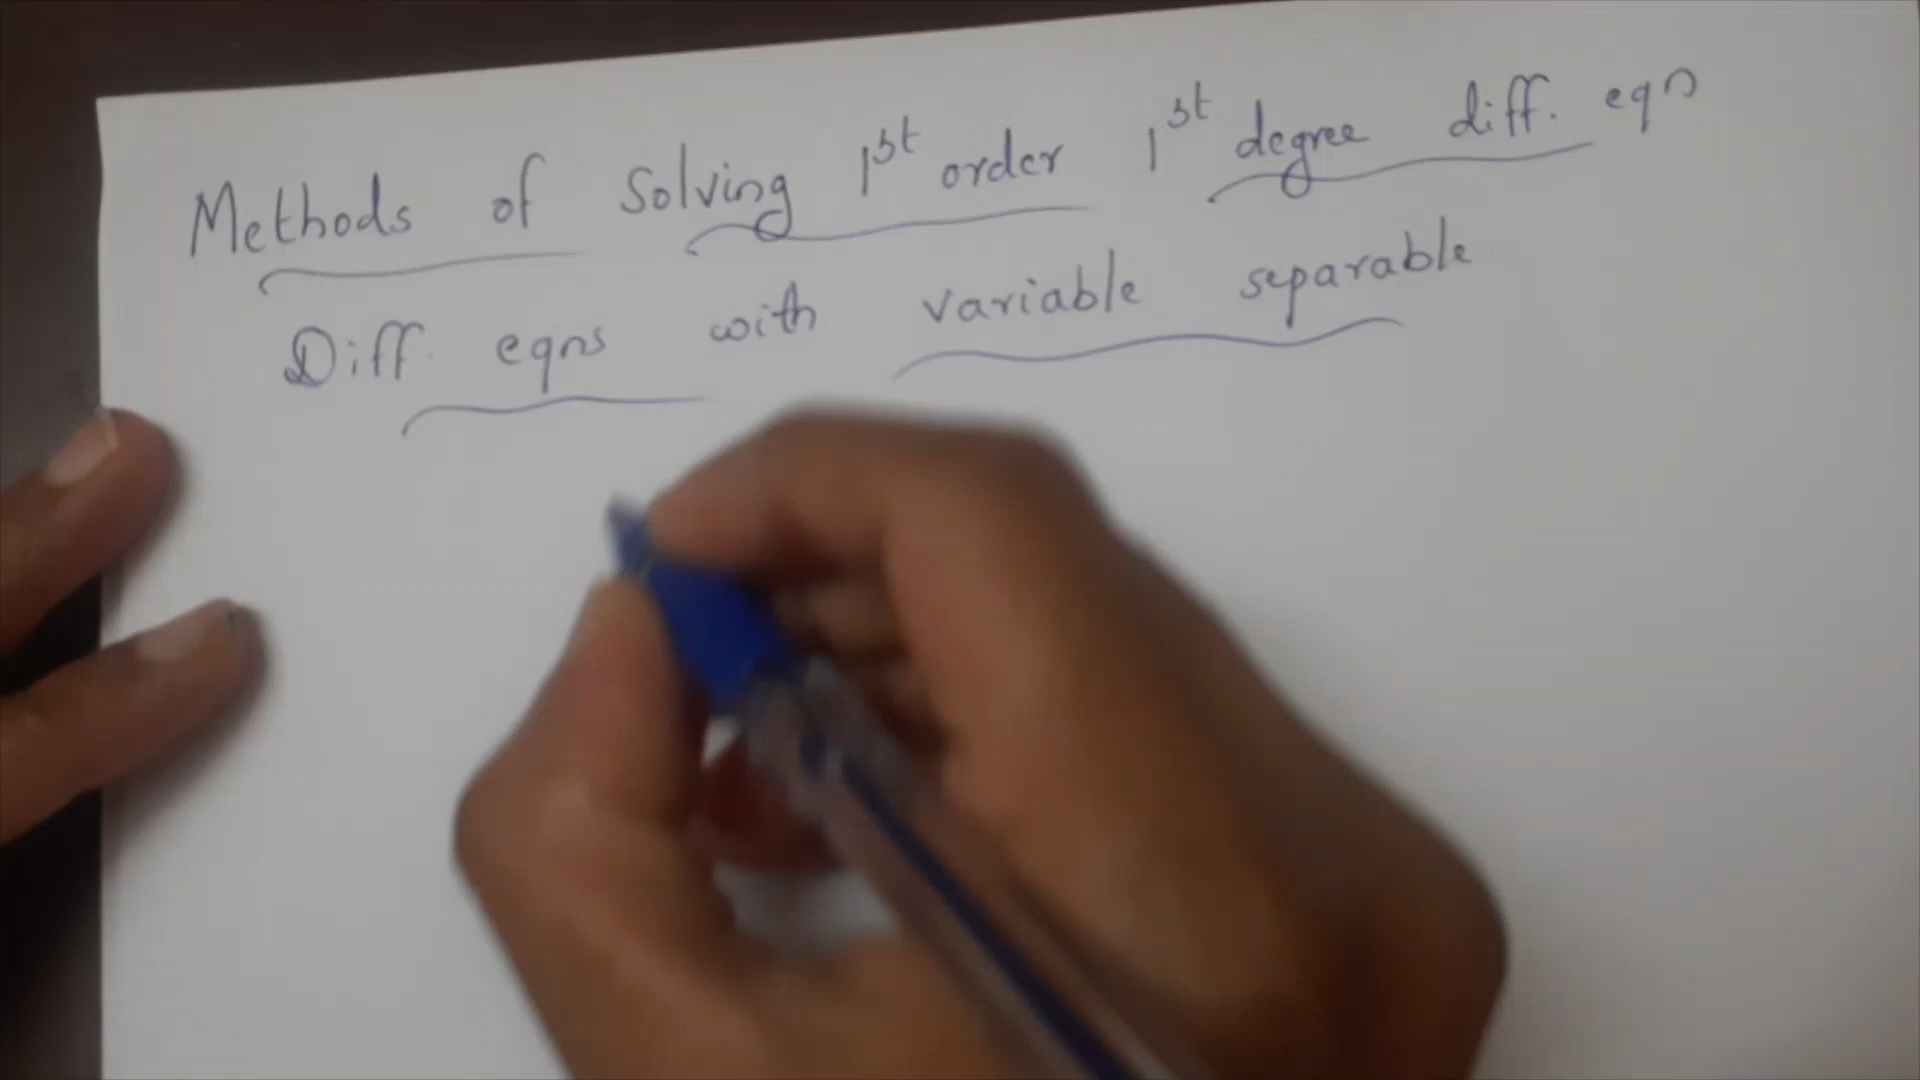 Methods of Solving 1st order 1st degree diff. eqn
Diff. eqns with variable separable